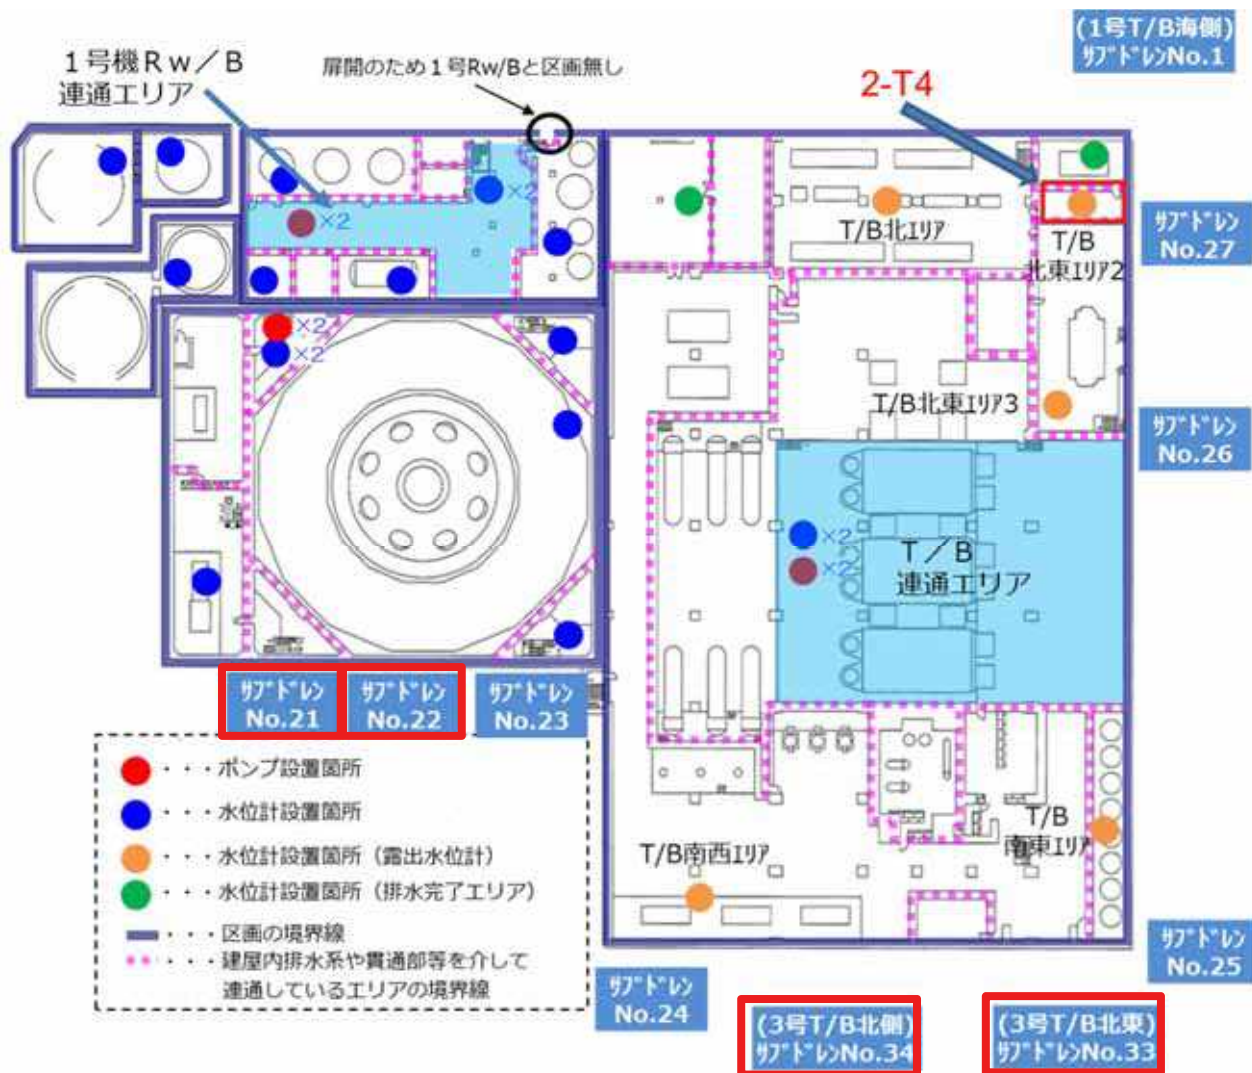 (1号T/B海側)
ｻﾌﾞﾄﾞﾚﾝNo.1
１号機Ｒｗ／Ｂ
連通エリア
扉開のため１号Rw/Bと区画無し
2-T4
×2
×2
T/B北ｴﾘｱ
T/B
北東ｴﾘｱ2
ｻﾌﾞﾄﾞﾚﾝ
No.27
×2
×2
T/B北東ｴﾘｱ3
ｻﾌﾞﾄﾞﾚﾝ
No.26
×2
×2
Ｔ／Ｂ
連通エリア
ｻﾌﾞﾄﾞﾚﾝ
No.21
ｻﾌﾞﾄﾞﾚﾝ
No.22
ｻﾌﾞﾄﾞﾚﾝ
No.23
・・・ポンプ設置箇所
・・・水位計設置箇所
・・・水位計設置箇所（露出水位計）
・・・水位計設置箇所（排水完了エリア）
・・・区画の境界線
・・・建屋内排水系や貫通部等を介して
連通しているエリアの境界線
T/B南西ｴﾘｱ
T/B
南東ｴﾘｱ
ｻﾌﾞﾄﾞﾚﾝ
No.25
ｻﾌﾞﾄﾞﾚﾝ
No.24
(3号T/B北側)
ｻﾌﾞﾄﾞﾚﾝNo.34
(3号T/B北東)
ｻﾌﾞﾄﾞﾚﾝNo.33